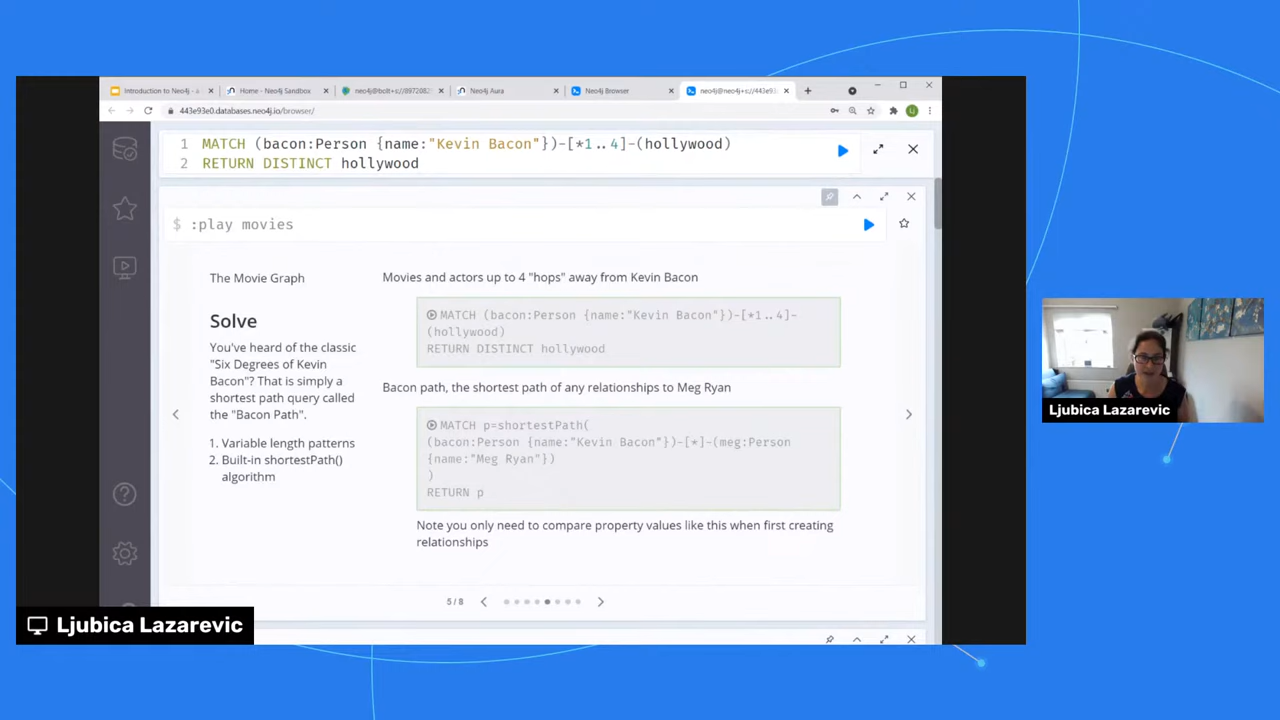 Introduction to Neo4j - a
Home - Neo4j Sandbox
neo4j@bolt+s://8972082
Neo4j Aura
Neo4j Browser
neo4j@neo4j+s://443e93
443e93e0.databases.neo4j.io/browser/
1 MATCH (bacon:Person {name:"Kevin Bacon"})-[*1..4]-(hollywood)
2 RETURN DISTINCT hollywood
$ :play movies
The Movie Graph
Solve
You've heard of the classic
"Six Degrees of Kevin
Bacon"? That is simply a
shortest path query called
the "Bacon Path".
1. Variable length patterns
2. Built-in shortestPath()
algorithm
Movies and actors up to 4 "hops" away from Kevin Bacon
MATCH (bacon:Person {name:"Kevin Bacon"})-[*1..4]-
(hollywood)
RETURN DISTINCT hollywood
Bacon path, the shortest path of any relationships to Meg Ryan
MATCH p=shortestPath(
(bacon:Person {name:"Kevin Bacon"})-[*]-(meg:Person
{name:"Meg Ryan"})
)
RETURN p
Note you only need to compare property values like this when first creating
relationships
5 / 8
Ljubica Lazarevic
Ljubica Lazarevic